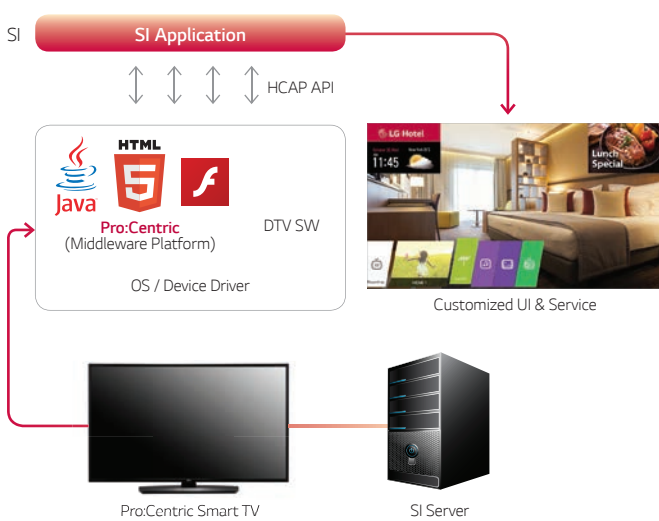 SI
SI Application
HCAP API
HTML
Java
Pro:Centric
(Middleware Platform)
DTV SW
OS / Device Driver
LG Hotel
11:45
Lunch
Special
Customized UI & Service
Pro:Centric Smart TV
SI Server